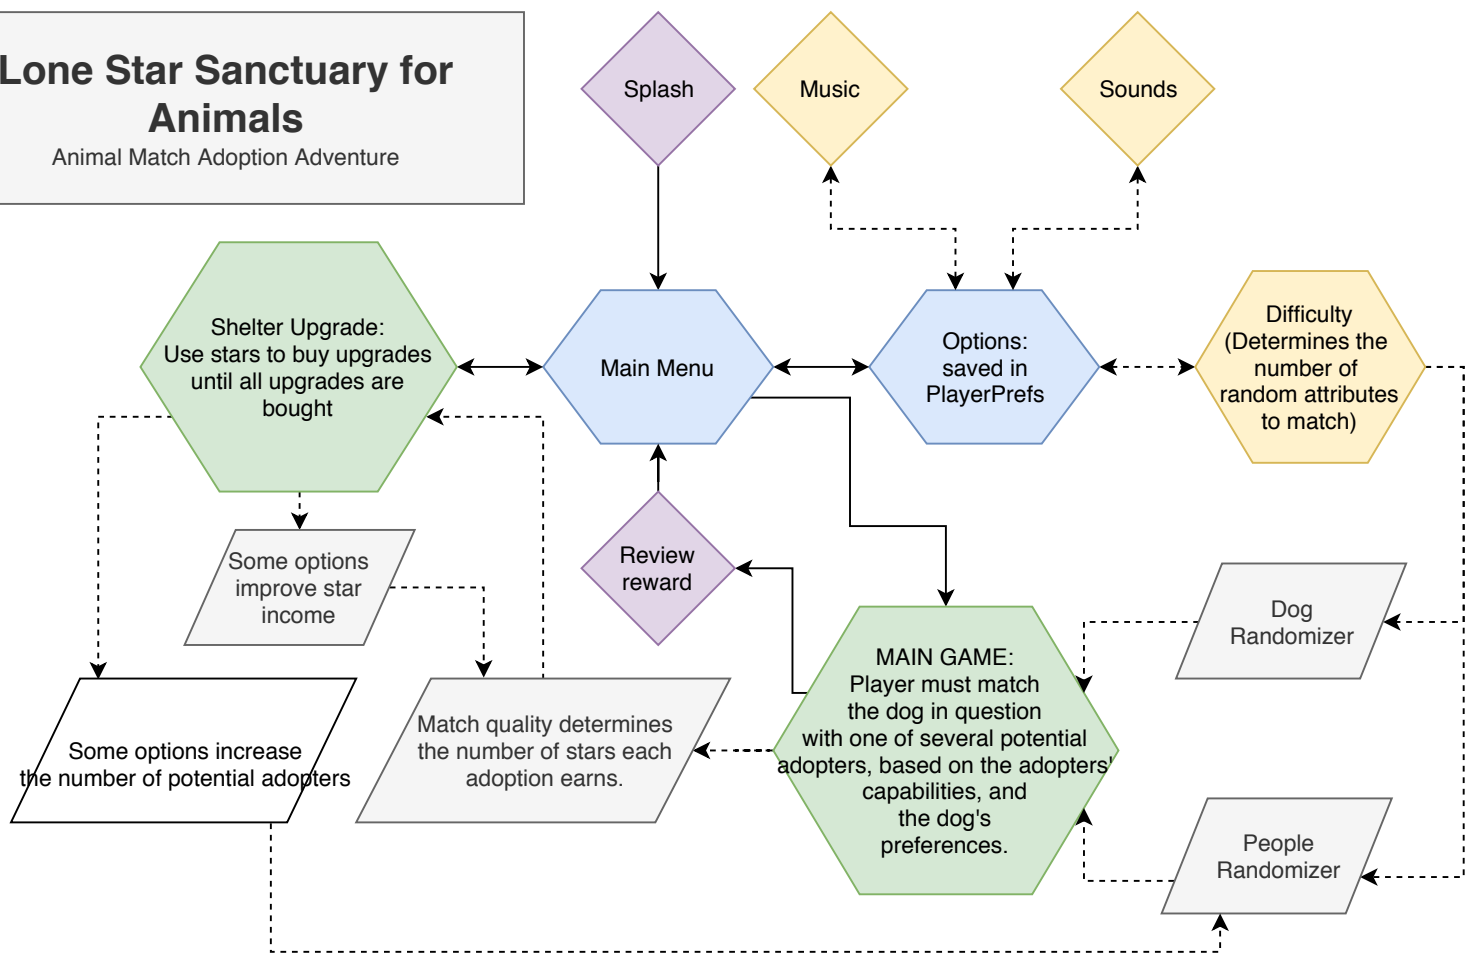 Lone Star Sanctuary for
Animals
Animal Match Adoption Adventure
Splash
Music
Sounds
Shelter Upgrade:
Use stars to buy upgrades
until all upgrades are
bought
Main Menu
Options:
saved in
PlayerPrefs
Difficulty
(Determines the
number of
random attributes
to match)
Some options
improve star
income
Review
reward
Dog
Randomizer
MAIN GAME:
Player must match
the dog in question
with one of several potential
adopters, based on the adopters'
capabilities, and
the dog's
preferences.
Some options increase
the number of potential adopters
Match quality determines
the number of stars each
adoption earns.
People
Randomizer